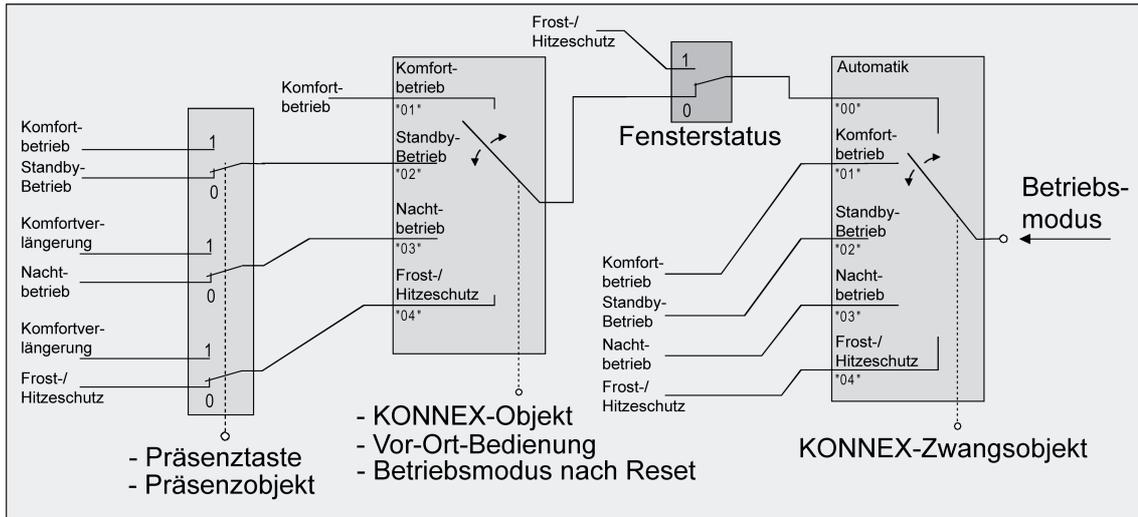 Komfort-
betrieb
Standby-
Betrieb
Komfortver-
längerung
Nacht-
betrieb
Komfortver-
längerung
Frost-/
Hitzeschutz
1
0
1
0
1
0
- Präsenztaste
- Präsenzobjekt
Komfort-
betrieb
Komfort-
betrieb
"01"
Standby-
Betrieb
"02"
Nacht-
betrieb
"03"
Frost-/
Hitzeschutz
"04"
- KONNEX-Objekt
- Vor-Ort-Bedienung
- Betriebsmodus nach Reset
Frost-/
Hitzeschutz
1
0
Fensterstatus
Komfort-
betrieb
Standby-
Betrieb
Nacht-
betrieb
Frost-/
Hitzeschutz
Automatik
"00"
Komfort-
betrieb
"01"
Standby-
Betrieb
"02"
Nacht-
betrieb
"03"
Frost-/
Hitzeschutz
"04"
KONNEX-Zwangsobjekt
Betriebs-
modus